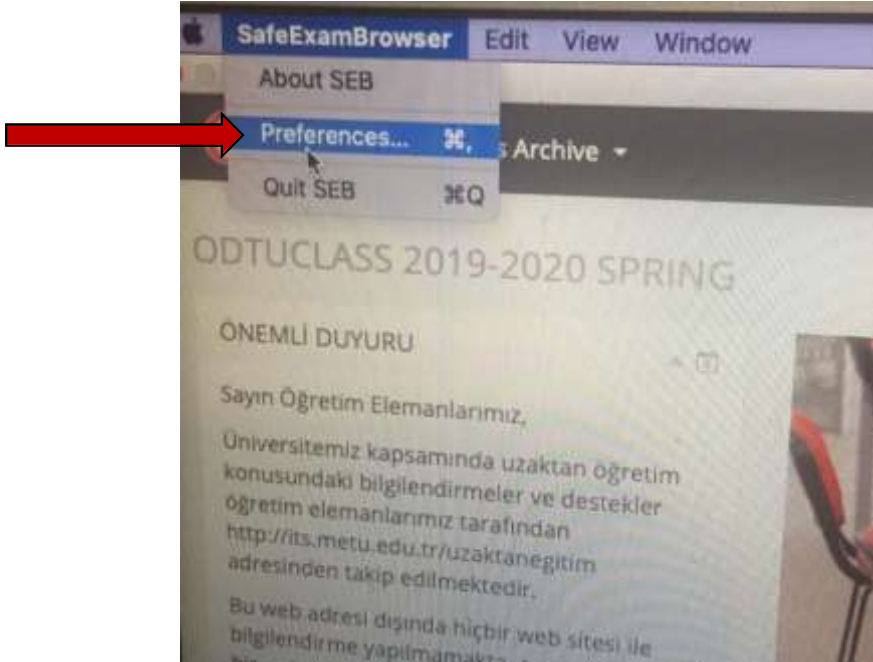 SafeExamBrowser Edit View Window
About SEB
Preferences... ⌘,
s Archive
Quit SEB ⌘Q
ODTUCLASS 2019-2020 SPRING
ÖNEMLİ DUYURU
Sayın Öğretim Elemanlarımız,
Üniversitemiz kapsamında uzaktan öğretim
konusundaki bilgilendirmeler ve destekler
öğretim elemanlarımız tarafından
http://its.metu.edu.tr/uzaktanegitim
adresinden takip edilmektedir.
Bu web adresi dışında hiçbir web sitesi ile
bilgilendirme